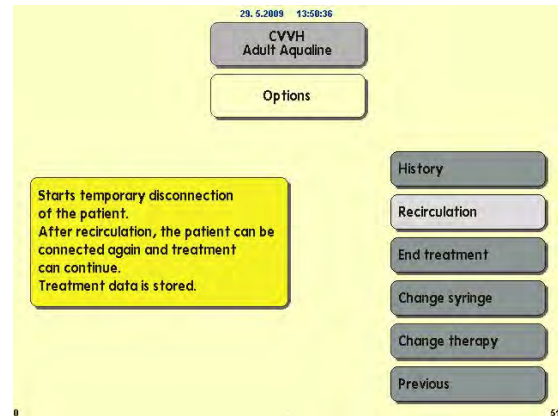 29. 5.2009 13:50:36
CVVH
Adult Aqualine
Options
History
Starts temporary disconnection
of the patient.
After recirculation, the patient can be
connected again and treatment
can continue.
Treatment data is stored.
Recirculation
End treatment
Change syringe
Change therapy
Previous
0